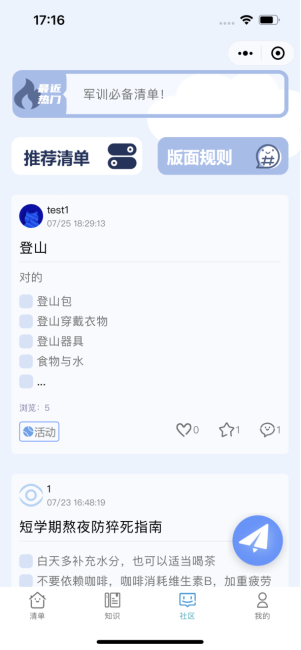 17:16
最近
热门
军训必备清单！
推荐清单
版面规则
#
test1
07/25 18:29:13
登山
对的
登山包
登山穿戴衣物
登山器具
食物与水
...
浏览：5
活动
0
1
1
1
07/23 16:48:19
短学期熬夜防猝死指南
白天多补充水分，也可以适当喝茶
不要依赖咖啡，咖啡消耗维生素B，加重疲劳
清单
知识
社区
我的